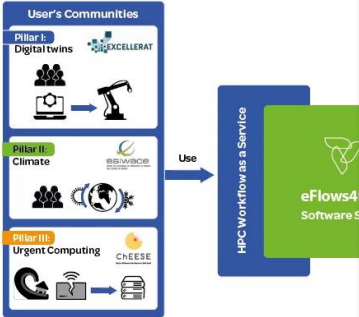 User's Communities
Pillar I:
Digital twins
EXCELLERAT
Pillar II:
Climate
esiwace
Pillar III:
Urgent Computing
ChEESE
Use
HPC Workflow as a Service
eFlows4
Software S